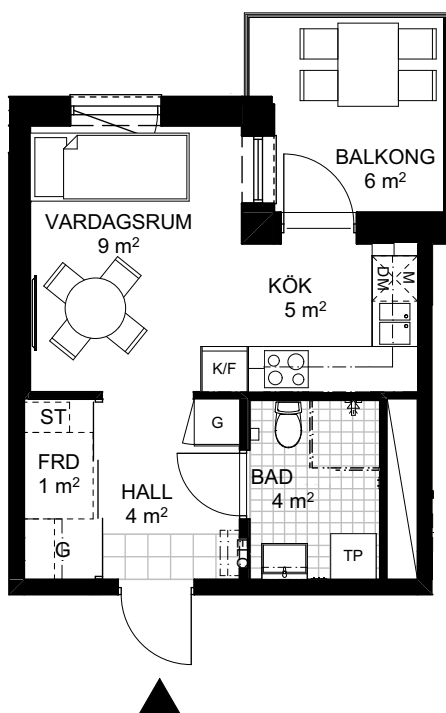 BALKONG
6 m²
VARDAGSRUM
9 m²
KÖK
5 m²
M
DM
K/F
ST
G
FRD
1 m²
HALL
4 m²
BAD
4 m²
G
TP